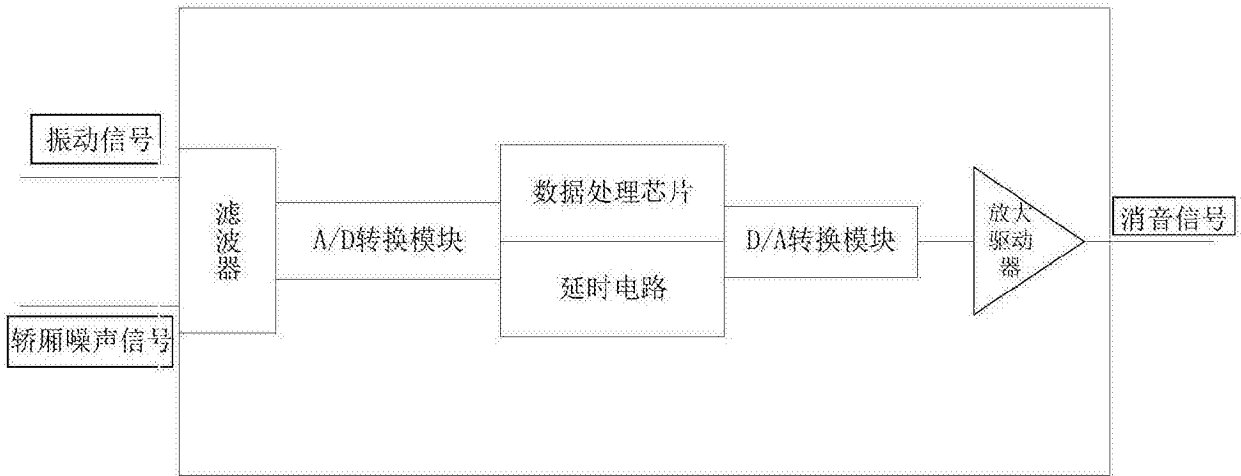 振动信号
轿厢噪声信号
滤
波
器
A/D转换模块
数据处理芯片
延时电路
D/A转换模块
放大
驱动
器
消音信号